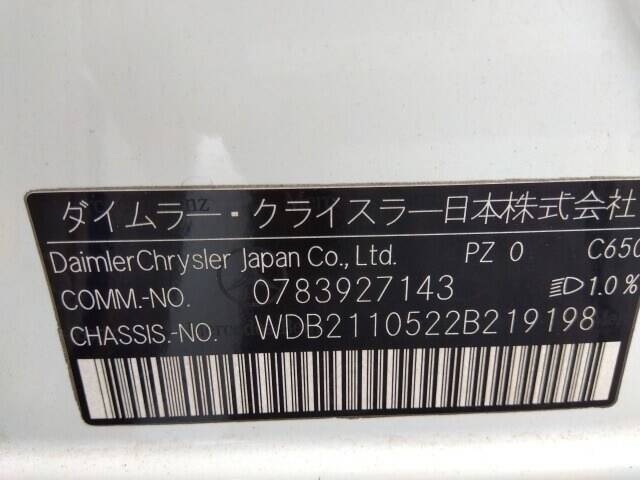 ダイムラー・クライスラー日本株式会社
DaimlerChrysler Japan Co., Ltd. PZ 0 C650
COMM.-NO. 0783927143 1.0%
CHASSIS.-NO. WDB2110522B219198